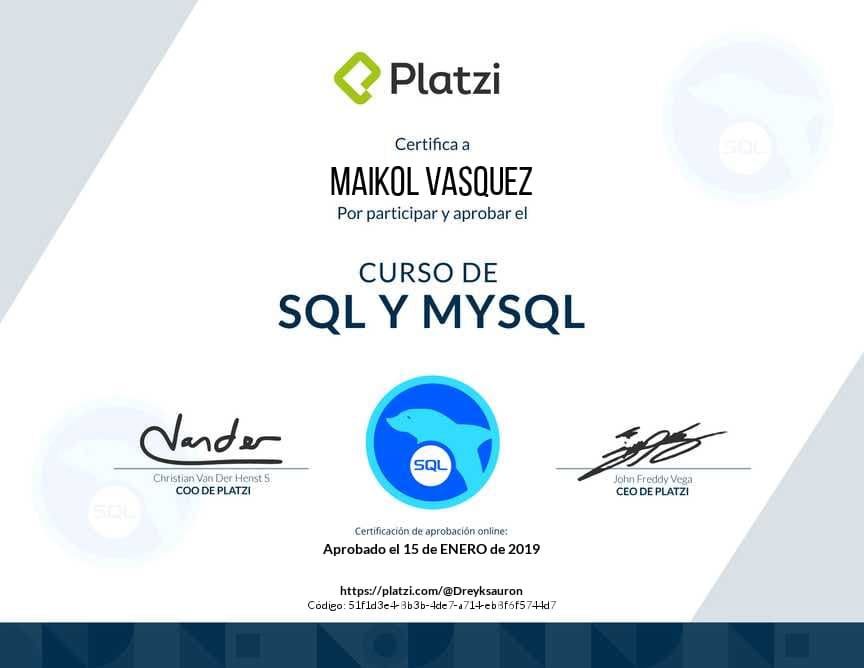 Platzi
Certifica a
MAIKOL VASQUEZ
Por participar y aprobar el
CURSO DE
SQL Y MYSQL
SQL
SQL
SQL
Vander
Christian Van Der Henst S
COO DE PLATZI
John Freddy Vega
CEO DE PLATZI
Certificación de aprobación online:
Aprobado el 15 de ENERO de 2019
https://platzi.com/@Dreyksauron
Código: 51f1d3e4-8b3b-4de7-a714-eb8f6f5744d7